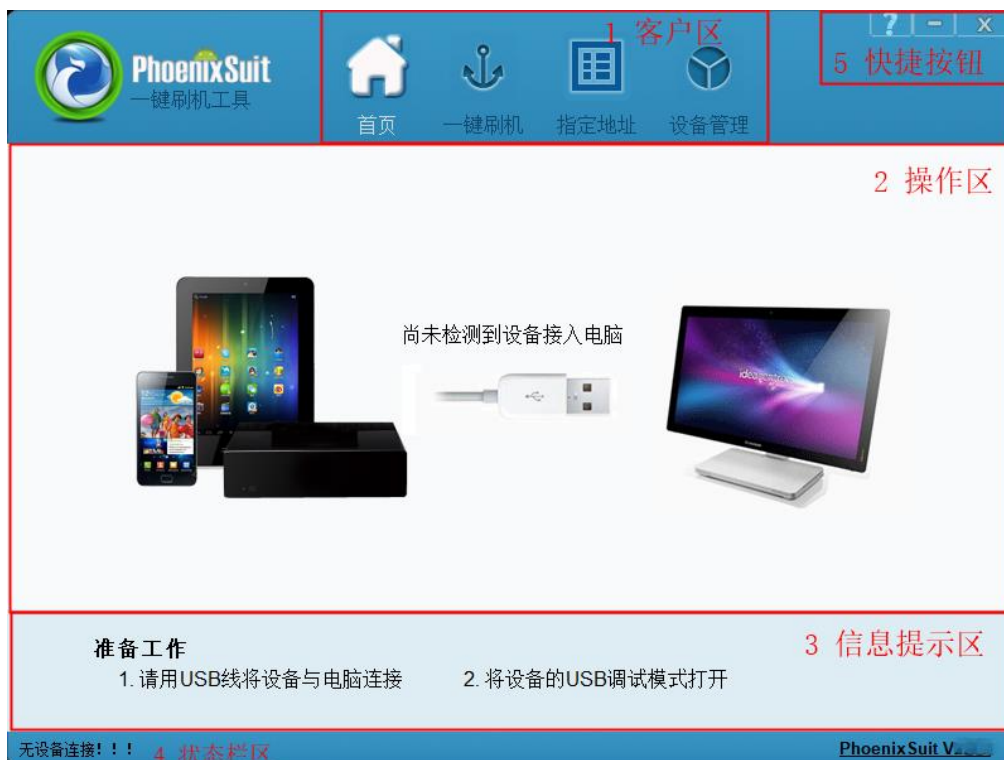 1 客户区
? - X
5 快捷按钮
PhoenixSuit
一键刷机工具
首页 一键刷机 指定地址 设备管理
2 操作区
尚未检测到设备接入电脑
准备工作
3 信息提示区
1. 请用USB线将设备与电脑连接 2. 将设备的USB调试模式打开
无设备连接！！！ 4 状态栏区 PhoenixSuit